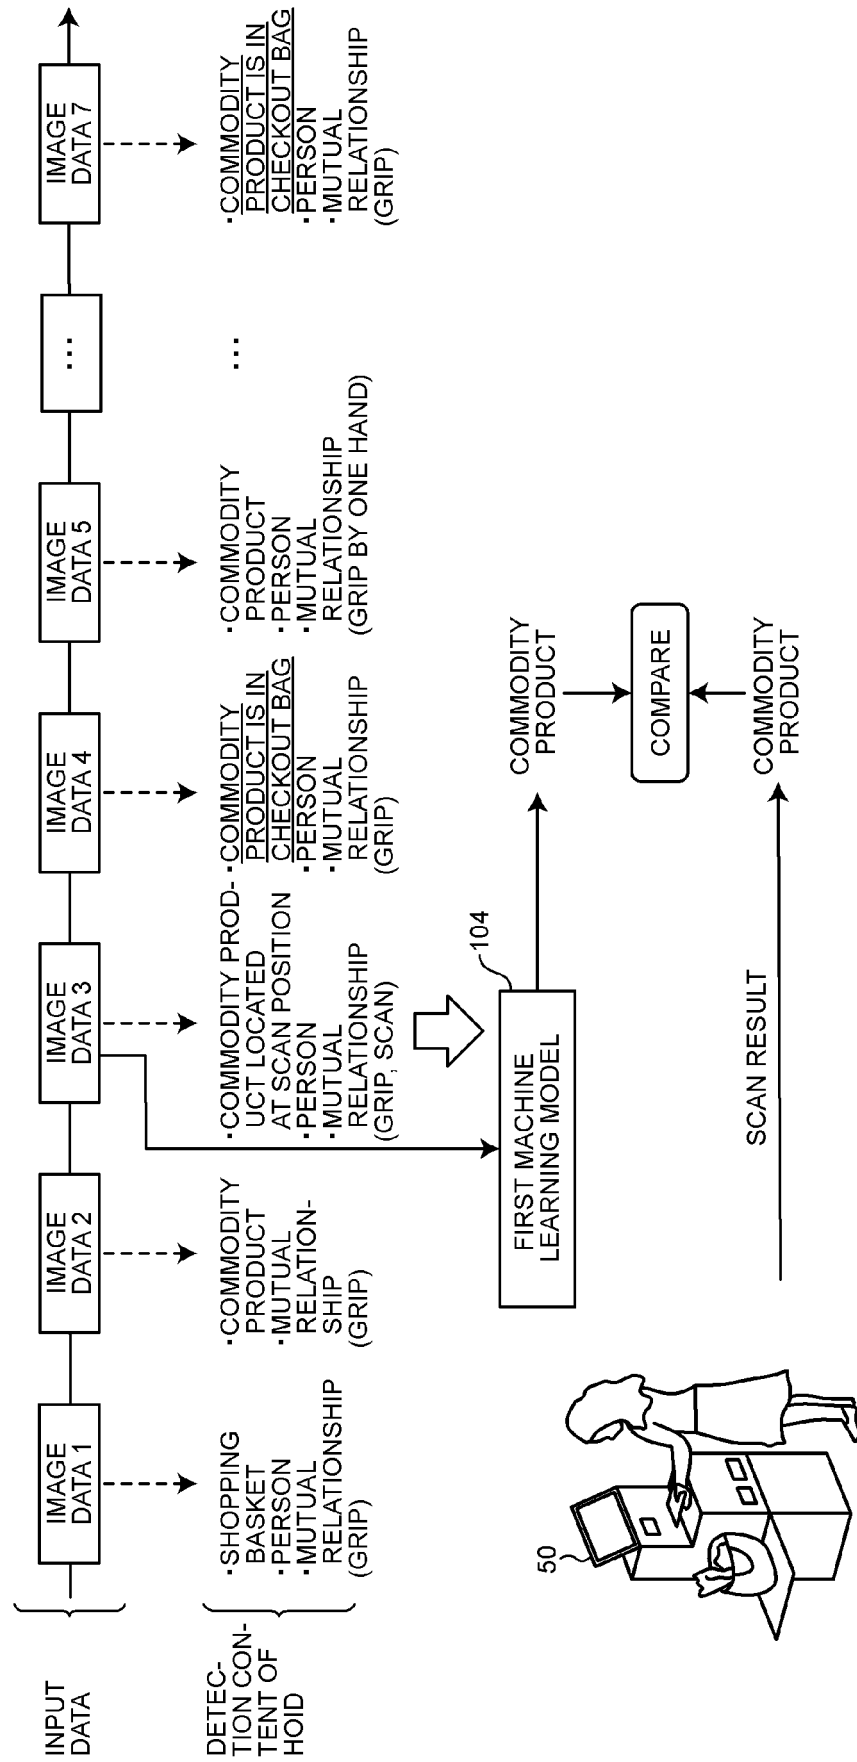 INPUT
DATA
IMAGE
DATA 1
IMAGE
DATA 2
IMAGE
DATA 3
IMAGE
DATA 4
IMAGE
DATA 5
...
IMAGE
DATA 7
DETEC-
TION CON-
TENT OF
HOID
·SHOPPING
BASKET
·PERSON
·MUTUAL
RELATIONSHIP
(GRIP)
·COMMODITY
PRODUCT
·MUTUAL
RELATION-
SHIP
(GRIP)
·COMMODITY PROD-
UCT LOCATED
AT SCAN POSITION
·PERSON
·MUTUAL
RELATIONSHIP
(GRIP, SCAN)
·COMMODITY
PRODUCT IS IN
CHECKOUT BAG
·PERSON
·MUTUAL
RELATIONSHIP
(GRIP)
·COMMODITY
PRODUCT
·PERSON
·MUTUAL
RELATIONSHIP
(GRIP BY ONE HAND)
...
·COMMODITY
PRODUCT IS IN
CHECKOUT BAG
·PERSON
·MUTUAL
RELATIONSHIP
(GRIP)
104
FIRST MACHINE
LEARNING MODEL
COMMODITY
PRODUCT
COMPARE
50
SCAN RESULT
COMMODITY
PRODUCT